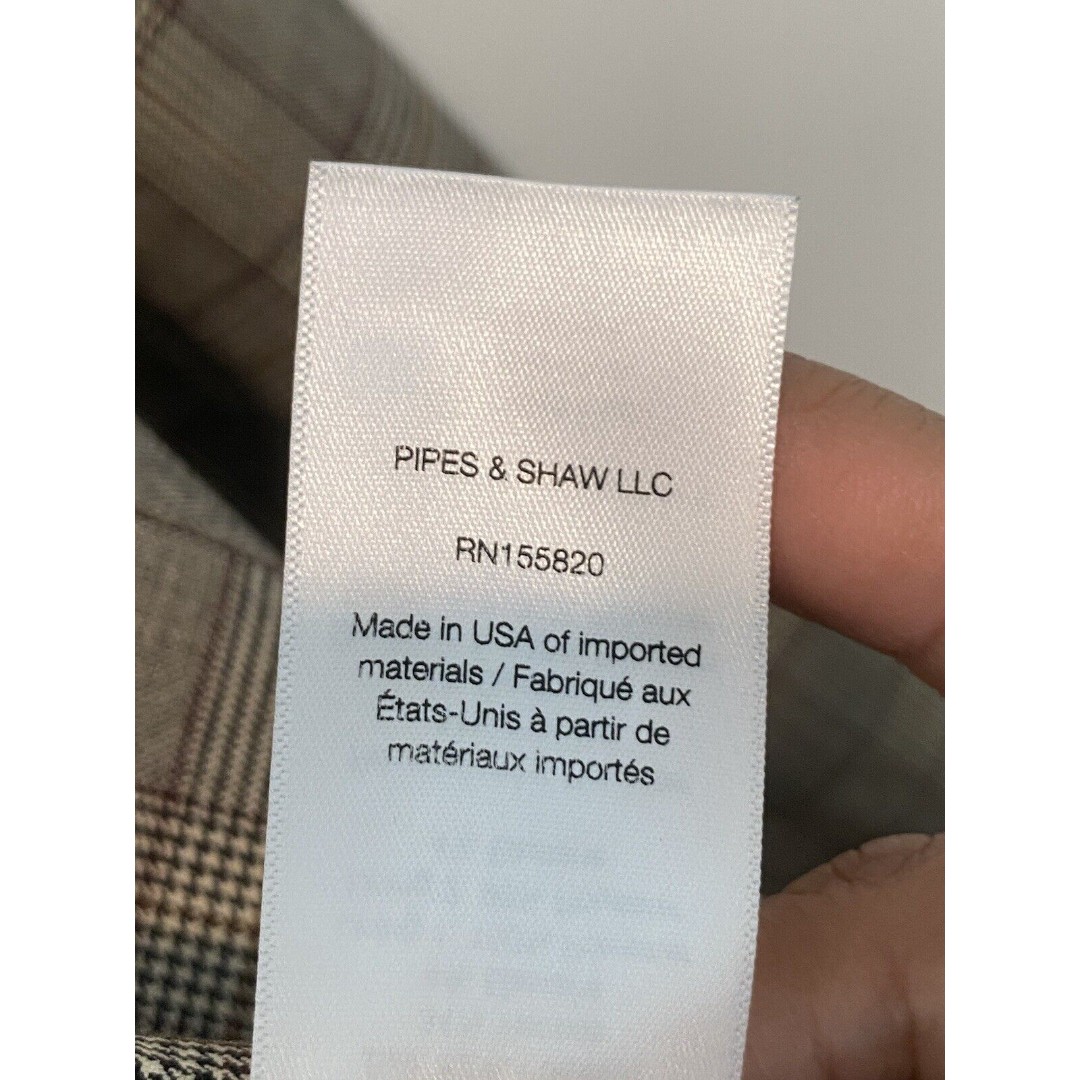 PIPES & SHAW LLC
RN155820
Made in USA of imported
materials / Fabriqué aux
États-Unis à partir de
matériaux importés